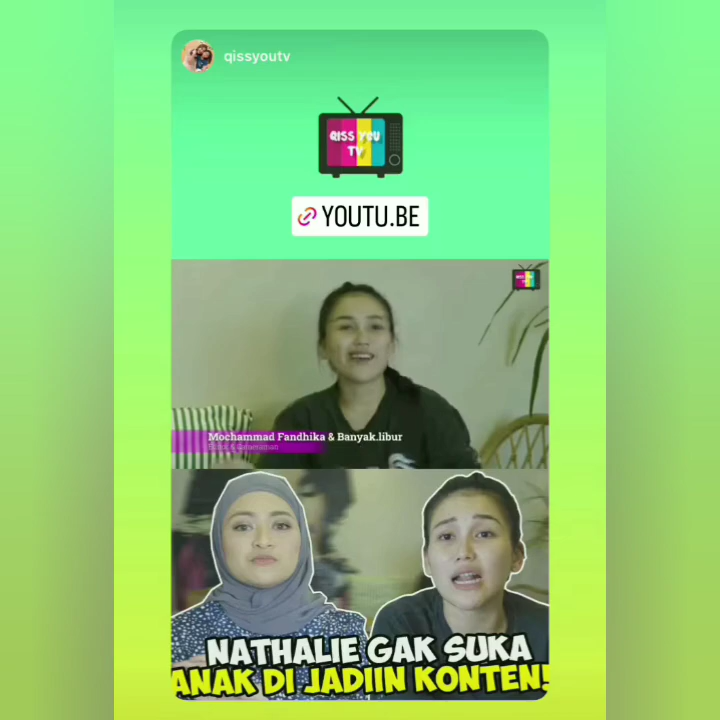 qissyoutv
QISS YOU
TV
YOUTU.BE
Mochammad Fandhika & Banyak.libur
NATHALIE GAK SUKA
ANAK DI JADIIN KONTEN!